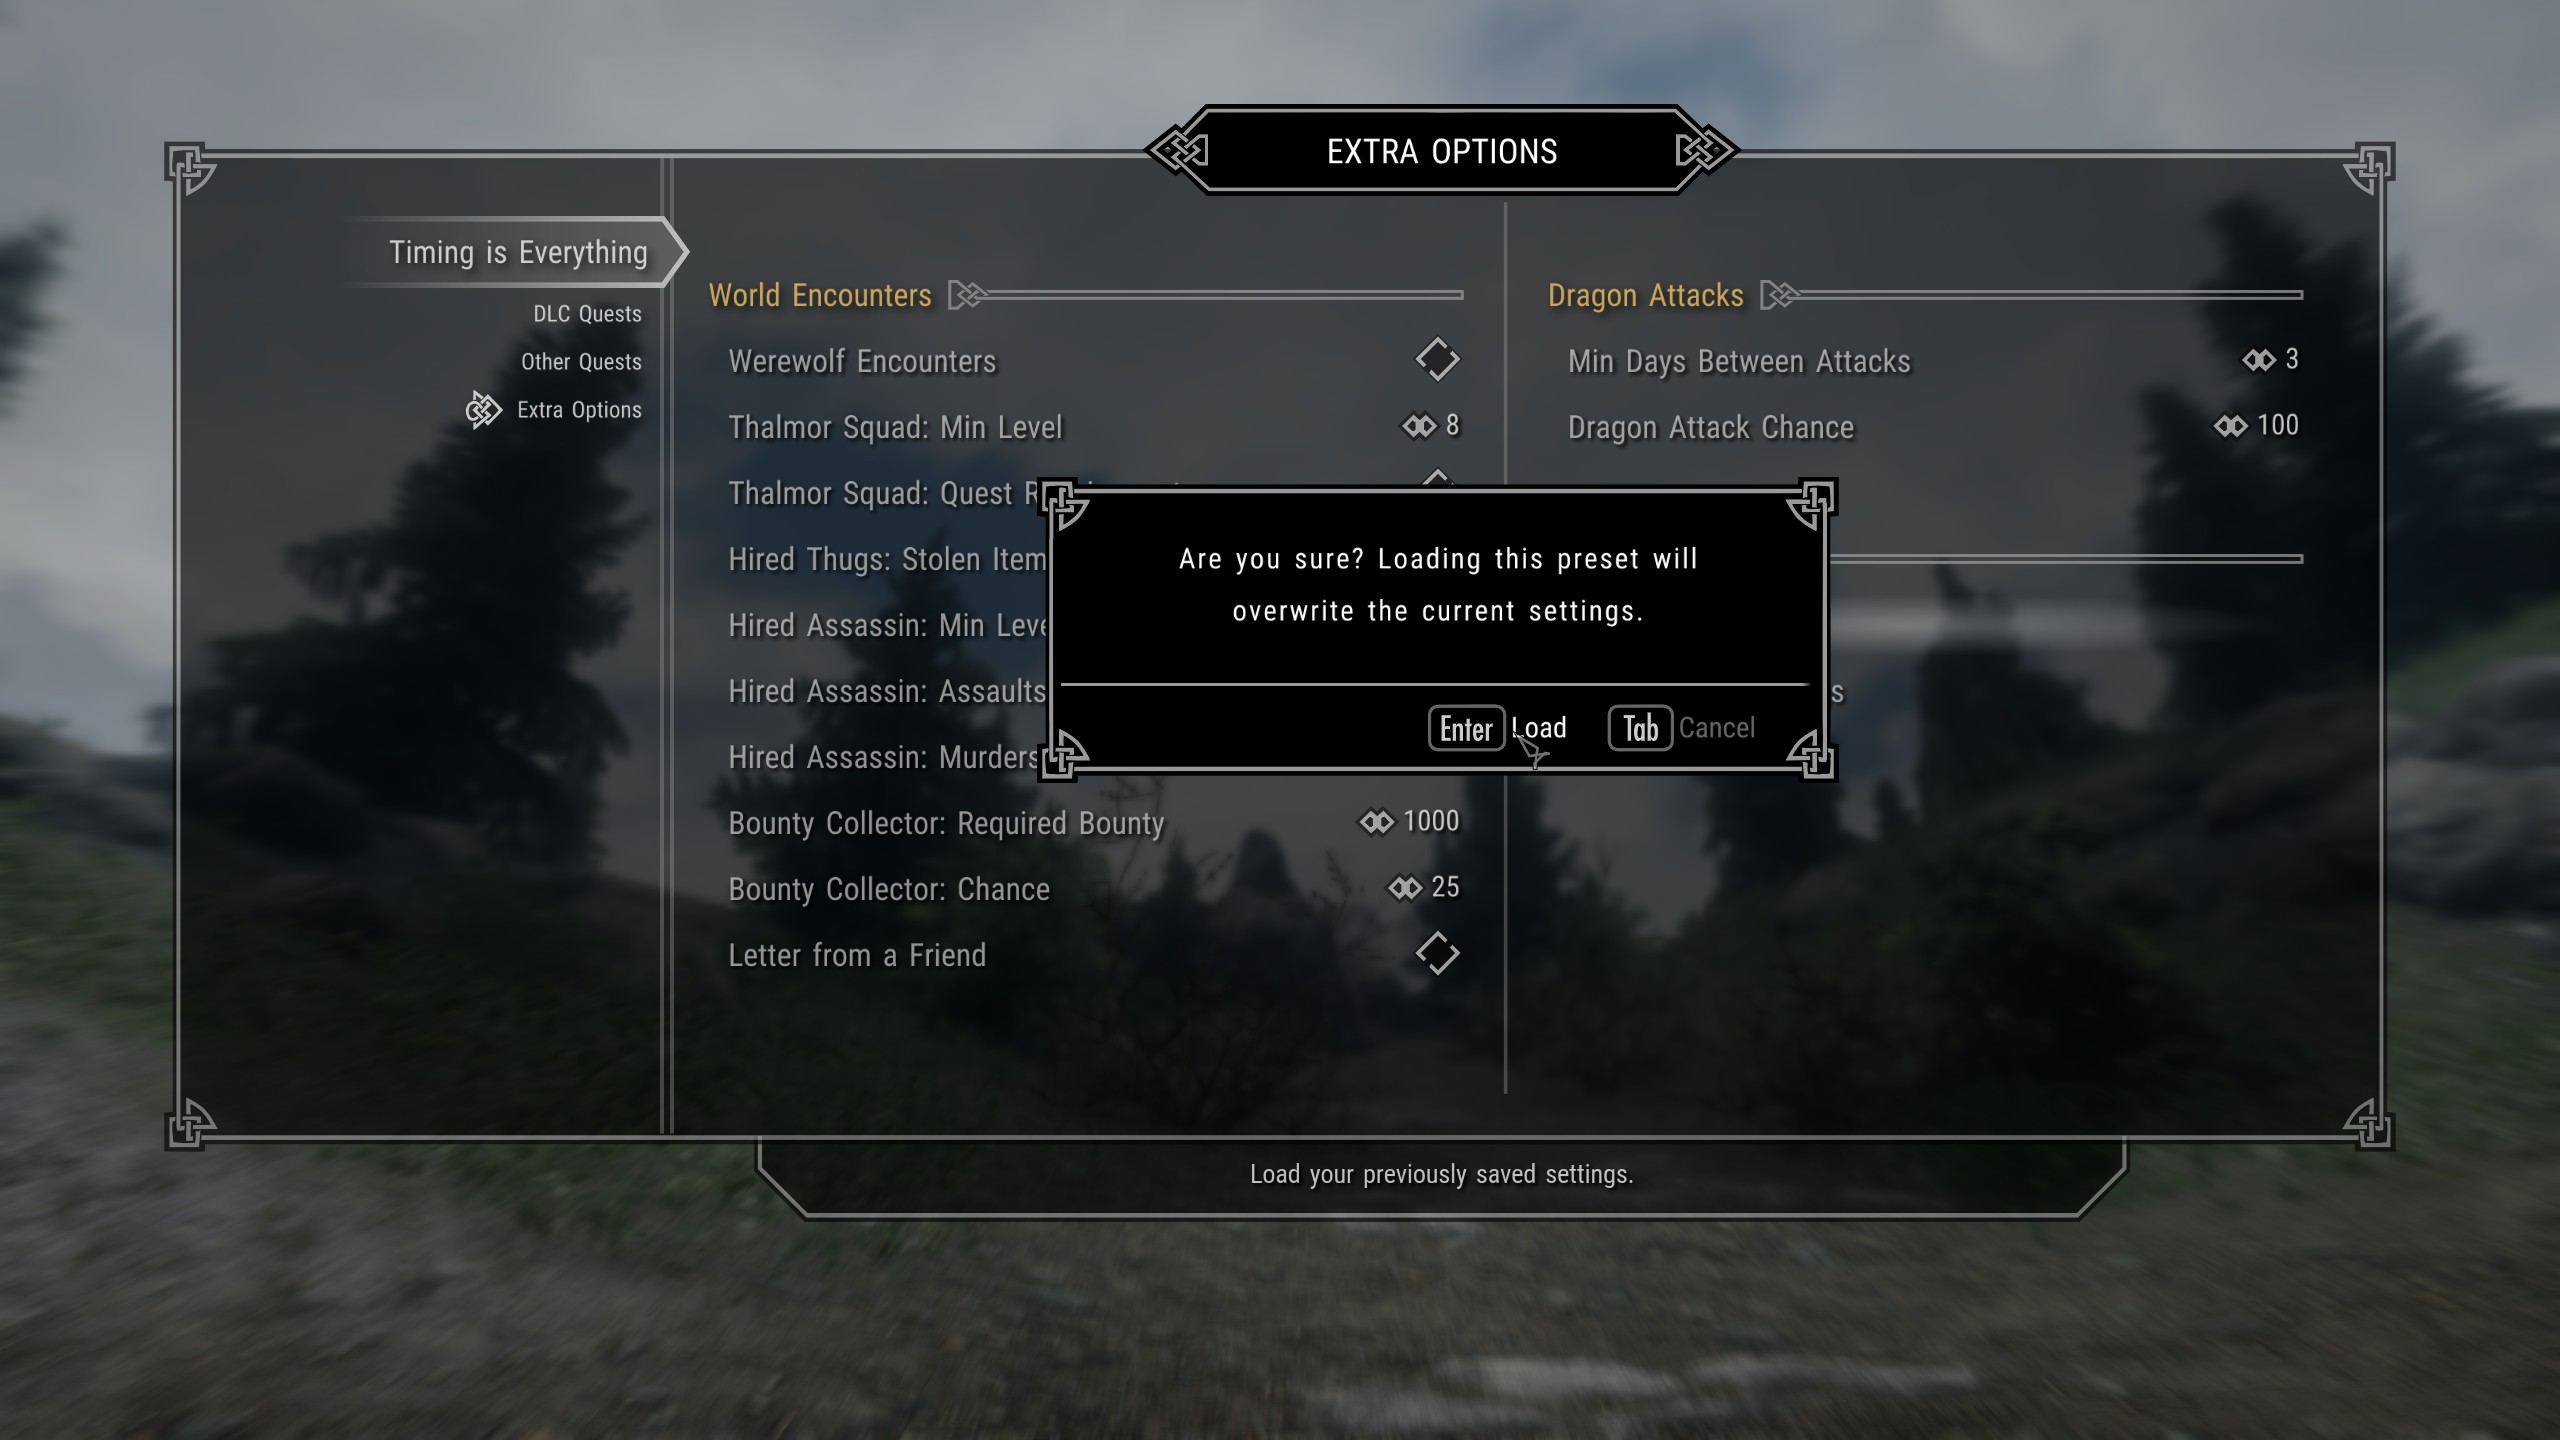 EXTRA OPTIONS
Timing is Everything
DLC Quests
Other Quests
Extra Options
World Encounters
Werewolf Encounters
Thalmor Squad: Min Level 8
Thalmor Squad: Quest
Hired Thugs: Stolen Item
Hired Assassin: Min Leve
Hired Assassin: Assaults
Hired Assassin: Murders
Bounty Collector: Required Bounty 1000
Bounty Collector: Chance 25
Letter from a Friend
Dragon Attacks
Min Days Between Attacks 3
Dragon Attack Chance 100
s
Are you sure? Loading this preset will
overwrite the current settings.
Enter Load Tab Cancel
Load your previously saved settings.